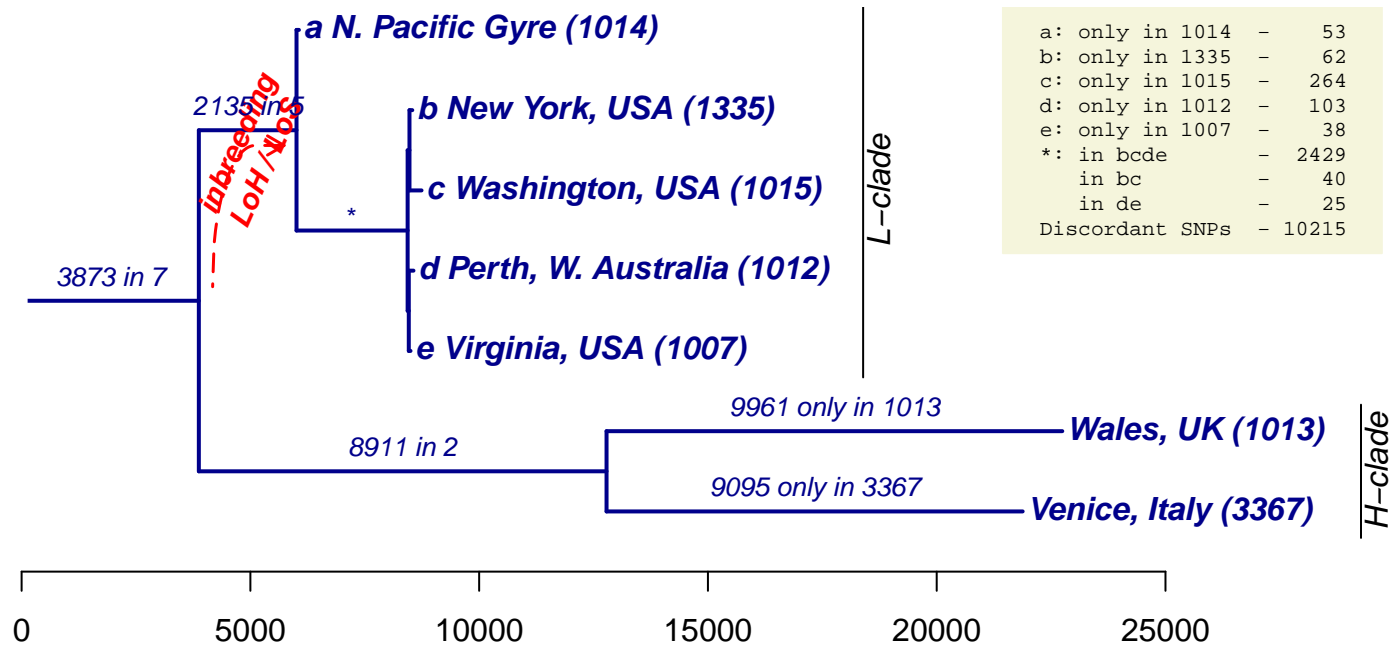 a N. Pacific Gyre (1014)
2135 in 5
inbreeding
LoH / LoS
b New York, USA (1335)
c Washington, USA (1015)
*
d Perth, W. Australia (1012)
3873 in 7
e Virginia, USA (1007)
L−clade
a: only in 1014 − 53
b: only in 1335 − 62
c: only in 1015 − 264
d: only in 1012 − 103
e: only in 1007 − 38
*: in bcde − 2429
in bc − 40
in de − 25
Discordant SNPs − 10215
9961 only in 1013
Wales, UK (1013)
8911 in 2
9095 only in 3367
Venice, Italy (3367)
H−clade
0 5000 10000 15000 20000 25000